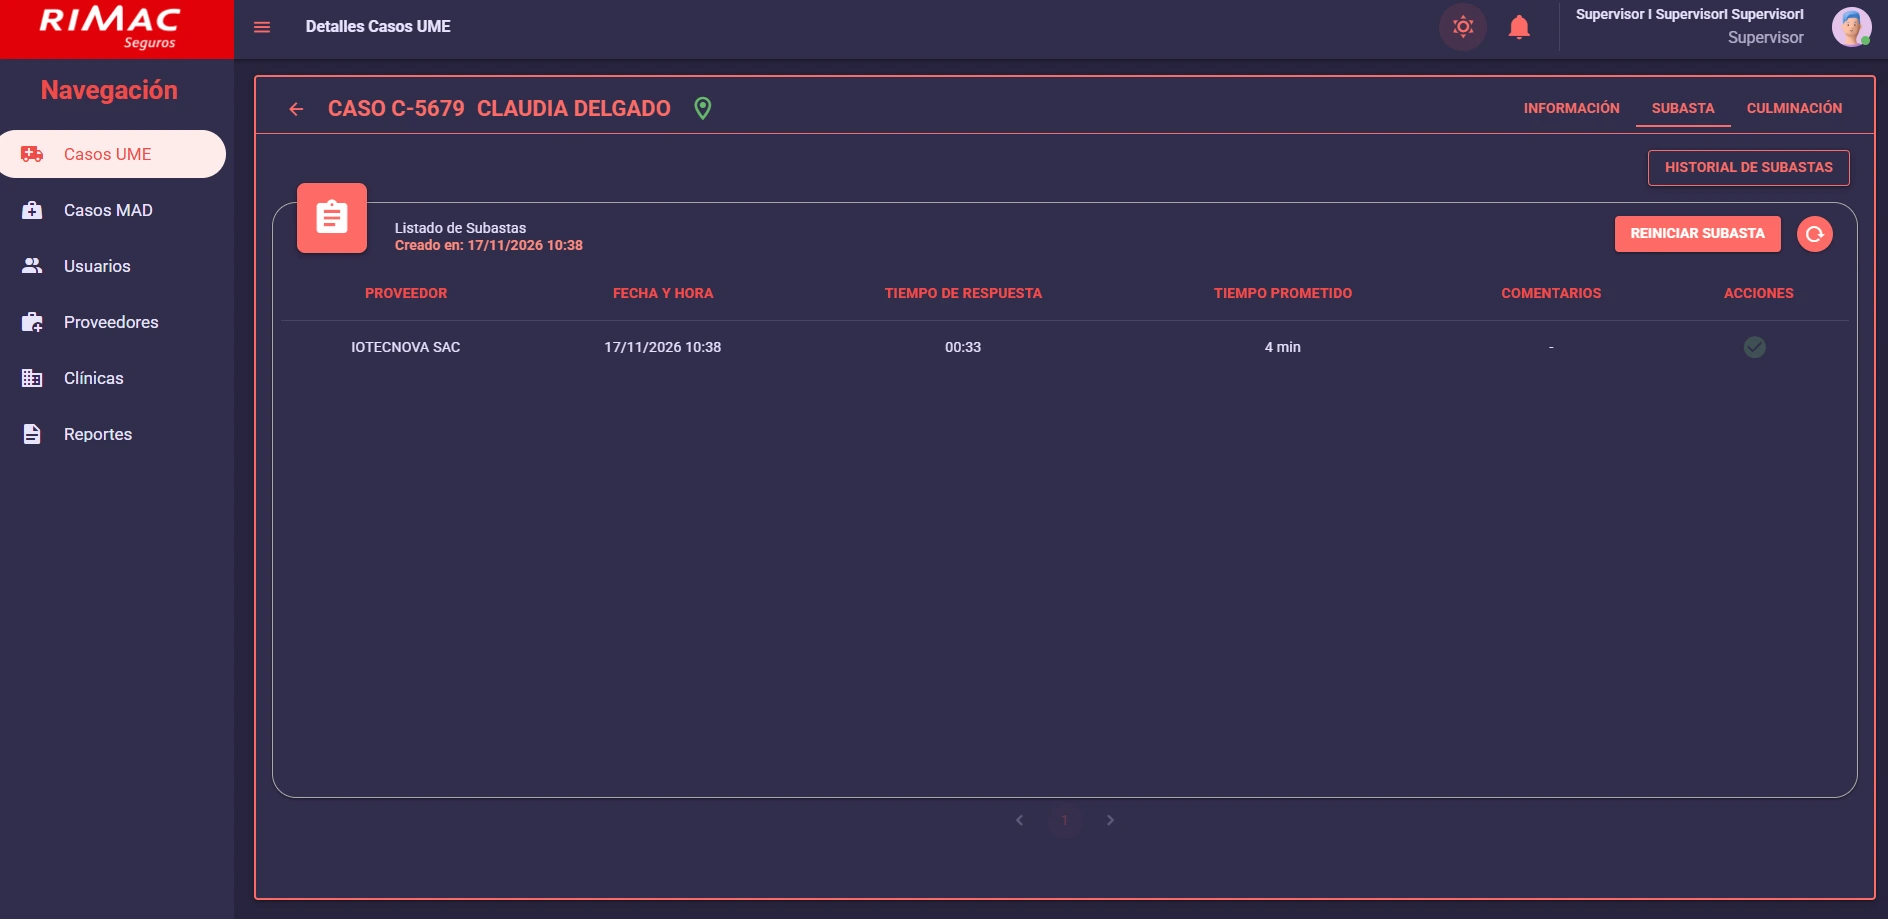 RIMAC
Seguros
Detalles Casos UME
Supervisor I SupervisorI SupervisorI
Supervisor
Navegación
Casos UME
Casos MAD
Usuarios
Proveedores
Clínicas
Reportes
CASO C-5679 CLAUDIA DELGADO
INFORMACIÓN SUBASTA CULMINACIÓN
HISTORIAL DE SUBASTAS
Listado de Subastas
Creado en: 17/11/2026 10:38
REINICIAR SUBASTA
PROVEEDOR FECHA Y HORA TIEMPO DE RESPUESTA TIEMPO PROMETIDO COMENTARIOS ACCIONES
IOTECNOVA SAC 17/11/2026 10:38 00:33 4 min -
1